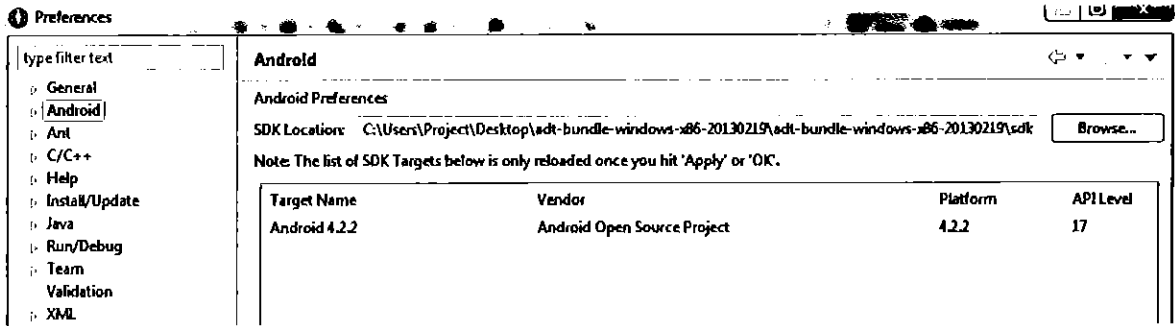 Preferences
type filter text
General
Android
Ant
C/C++
Help
Install/Update
Java
Run/Debug
Team
Validation
XML
Android
Android Preferences
SDK Location: C:\Users\Project\Desktop\adt-bundle-windows-x86-20130219\adt-bundle-windows-x86-20130219\sdk Browse...
Note: The list of SDK Targets below is only reloaded once you hit 'Apply' or 'OK'.
Target Name Vendor Platform API Level
Android 4.2.2 Android Open Source Project 4.2.2 17